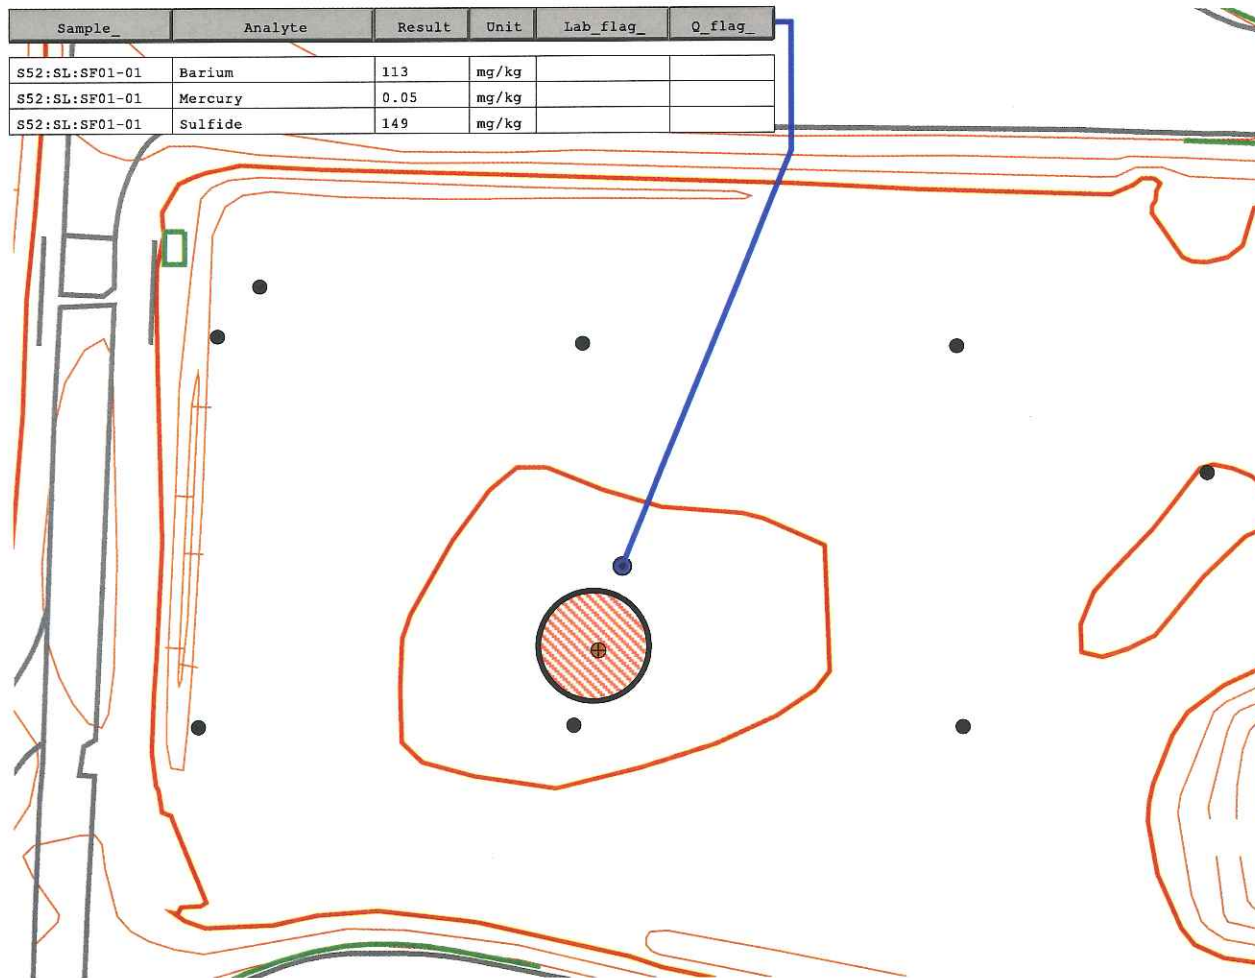 Sample_ Analyte Result Unit Lab_flag_ Q_flag_
S52:SL:SF01-01 Barium 113 mg/kg
S52:SL:SF01-01 Mercury 0.05 mg/kg
S52:SL:SF01-01 Sulfide 149 mg/kg